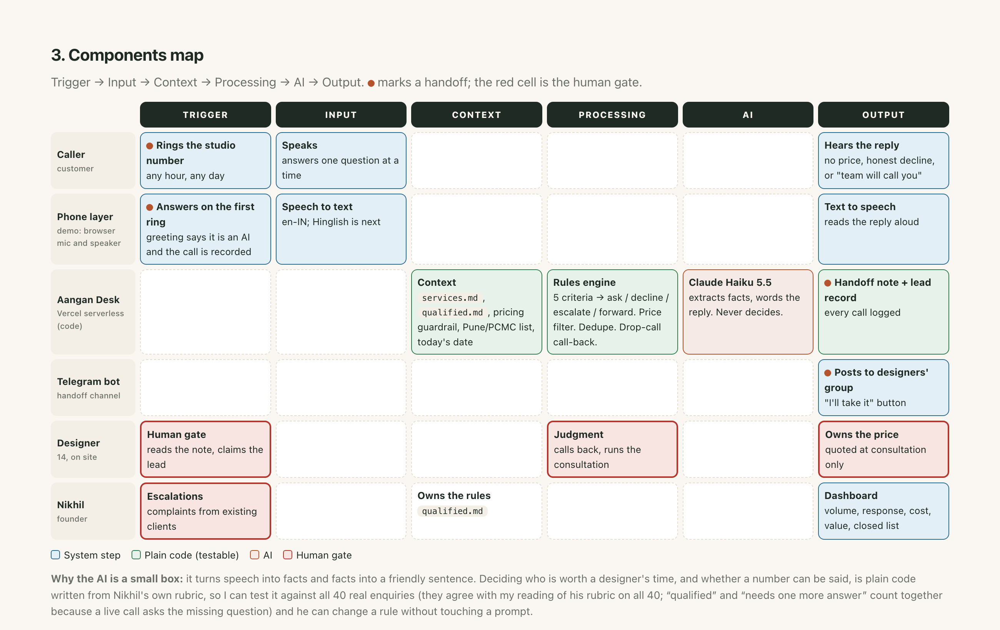 3. Components map
Trigger → Input → Context → Processing → AI → Output. ● marks a handoff; the red cell is the human gate.
TRIGGER
INPUT
CONTEXT
PROCESSING
AI
OUTPUT
Caller
customer
● Rings the studio
number
any hour, any day
Speaks
answers one question at a
time
Hears the reply
no price, honest decline,
or "team will call you"
Phone layer
demo: browser
mic and speaker
● Answers on the first
ring
greeting says it is an AI
and the call is recorded
Speech to text
en-IN; Hinglish is next
Text to speech
reads the reply aloud
Aangan Desk
Vercel serverless
(code)
Context
services.md ,
qualified.md , pricing
guardrail, Pune/PCMC list,
today's date
Rules engine
5 criteria → ask / decline /
escalate / forward. Price
filter. Dedupe. Drop-call
call-back.
Claude Haiku 5.5
extracts facts, words the
reply. Never decides.
● Handoff note + lead
record
every call logged
Telegram bot
handoff channel
● Posts to designers'
group
"I'll take it" button
Designer
14, on site
Human gate
reads the note, claims the
lead
Judgment
calls back, runs the
consultation
Owns the price
quoted at consultation
only
Nikhil
founder
Escalations
complaints from existing
clients
Owns the rules
qualified.md
Dashboard
volume, response, cost,
value, closed list
System step
Plain code (testable)
AI
Human gate
Why the AI is a small box: it turns speech into facts and facts into a friendly sentence. Deciding who is worth a designer's time, and whether a number can be said, is plain code
written from Nikhil's own rubric, so I can test it against all 40 real enquiries (they agree with my reading of his rubric on all 40; “qualified” and “needs one more answer” count together
because a live call asks the missing question) and he can change a rule without touching a prompt.